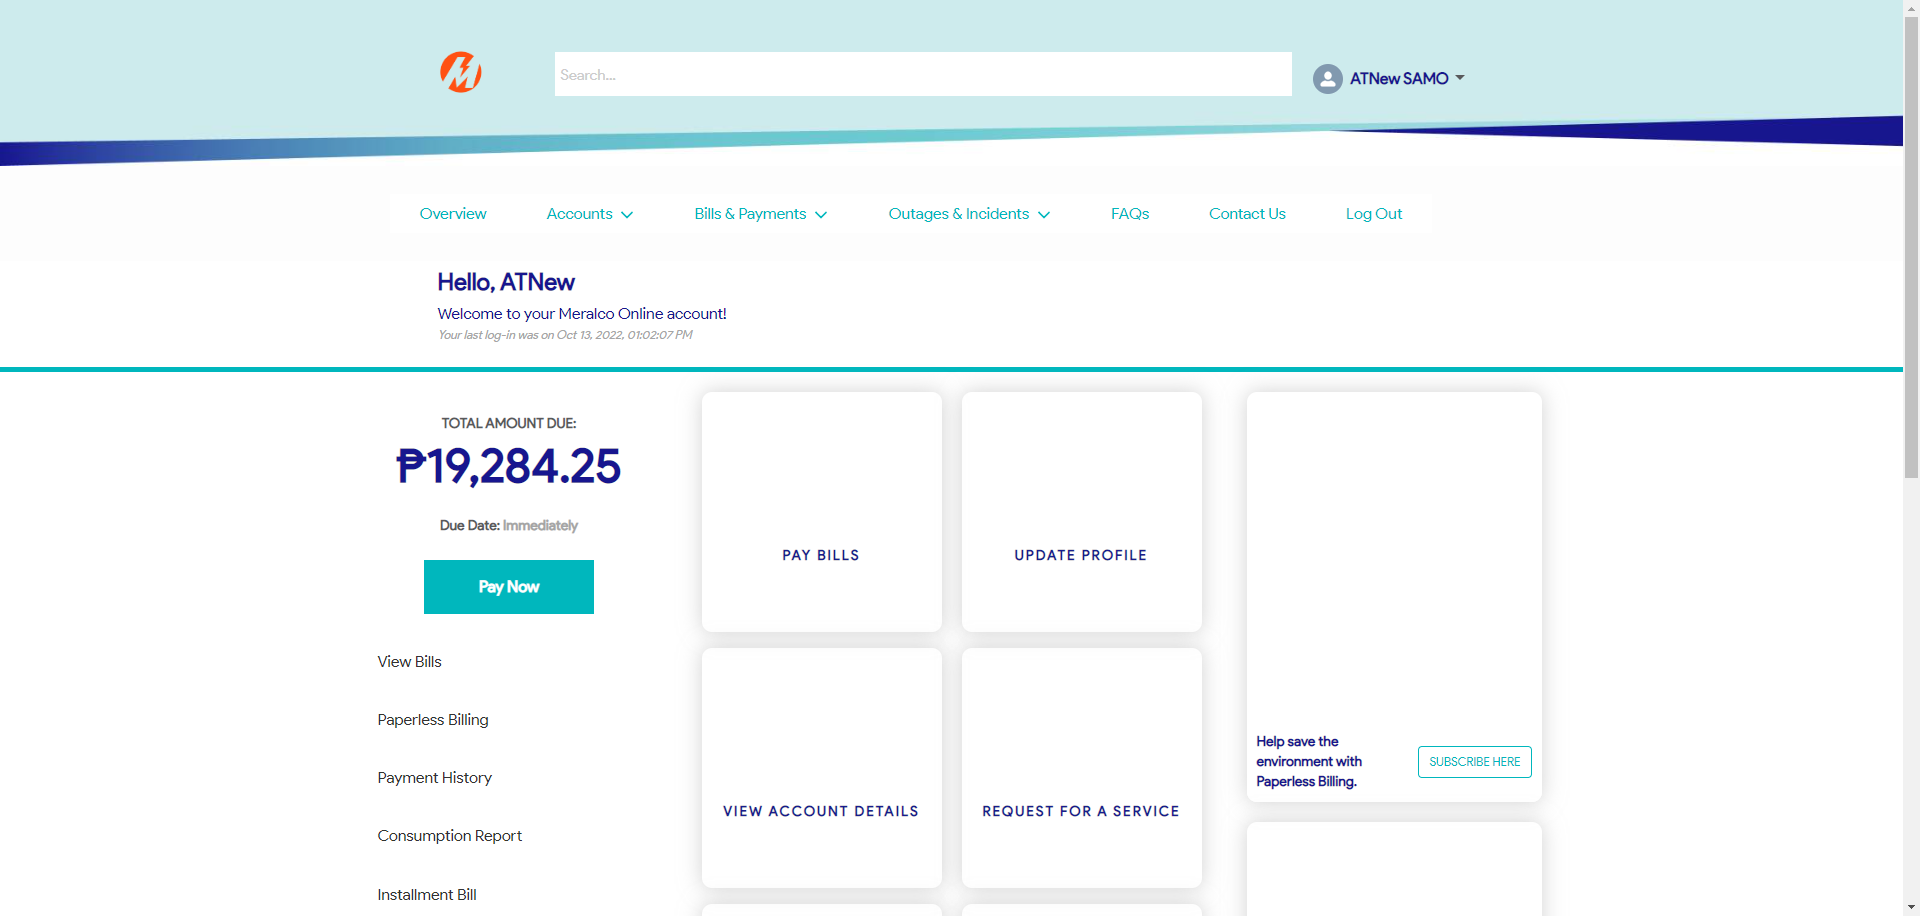 Search...
ATNew SAMO
Overview
Accounts
Bills & Payments
Outages & Incidents
FAQs
Contact Us
Log Out
Hello, ATNew
Welcome to your Meralco Online account!
Your last log-in was on Oct 13, 2022, 01:02:07 PM
TOTAL AMOUNT DUE:
₱19,284.25
Due Date: Immediately
Pay Now
View Bills
Paperless Billing
Payment History
Consumption Report
Installment Bill
PAY BILLS
UPDATE PROFILE
VIEW ACCOUNT DETAILS
REQUEST FOR A SERVICE
Help save the
environment with
Paperless Billing.
SUBSCRIBE HERE